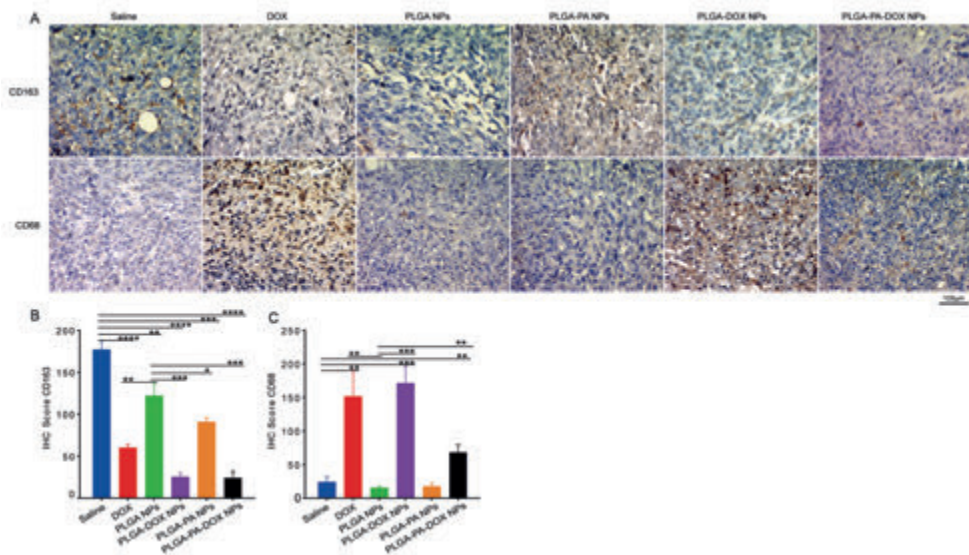 A
Saline DOX PLGA NPs PLGA-PA NPs PLGA-DOX NPs PLGA-PA-DOX NPs
CD163
CD68
100μm
B
IHC Score CD163
250
200
150
100
50
0
****
***
****
**
****
***
*
** ***
Saline
DOX
PLGA NPs
PLGA-DOX NPs
PLGA-PA NPs
PLGA-PA-DOX NPs
C
IHC Score CD68
250
200
150
100
50
0
**
** ***
**
** ***
Saline
DOX
PLGA NPs
PLGA-DOX NPs
PLGA-PA NPs
PLGA-PA-DOX NPs